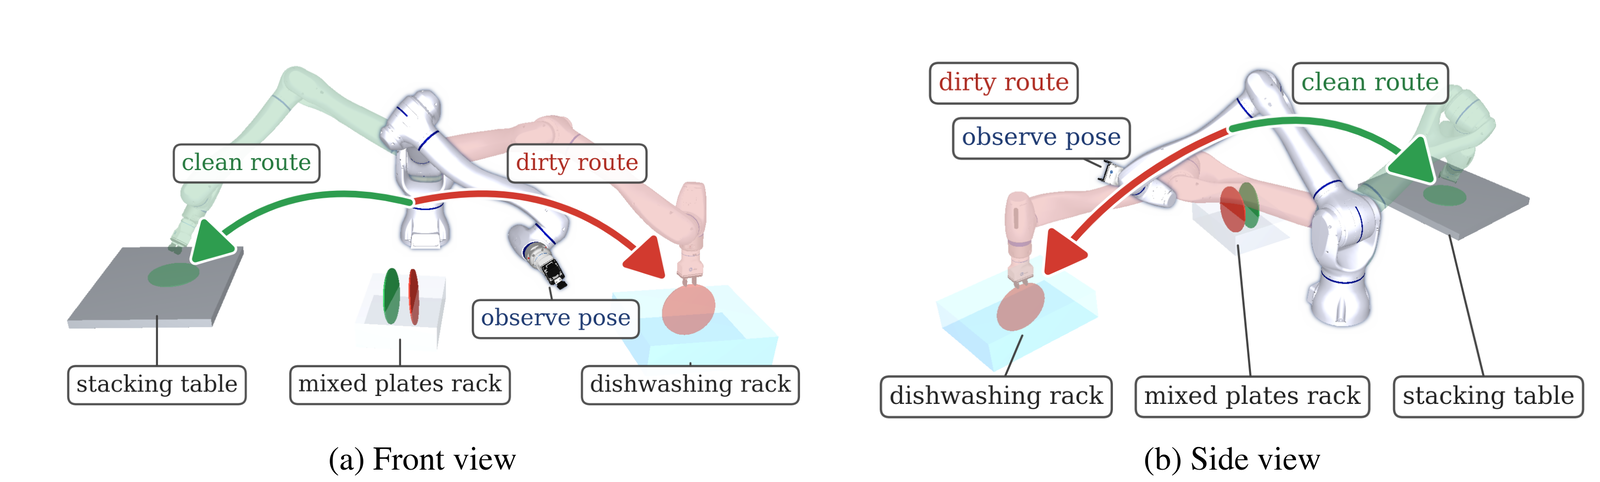 clean route
dirty route
observe pose
stacking table
mixed plates rack
dishwashing rack
(a) Front view
dirty route
clean route
observe pose
dishwashing rack
mixed plates rack
stacking table
(b) Side view